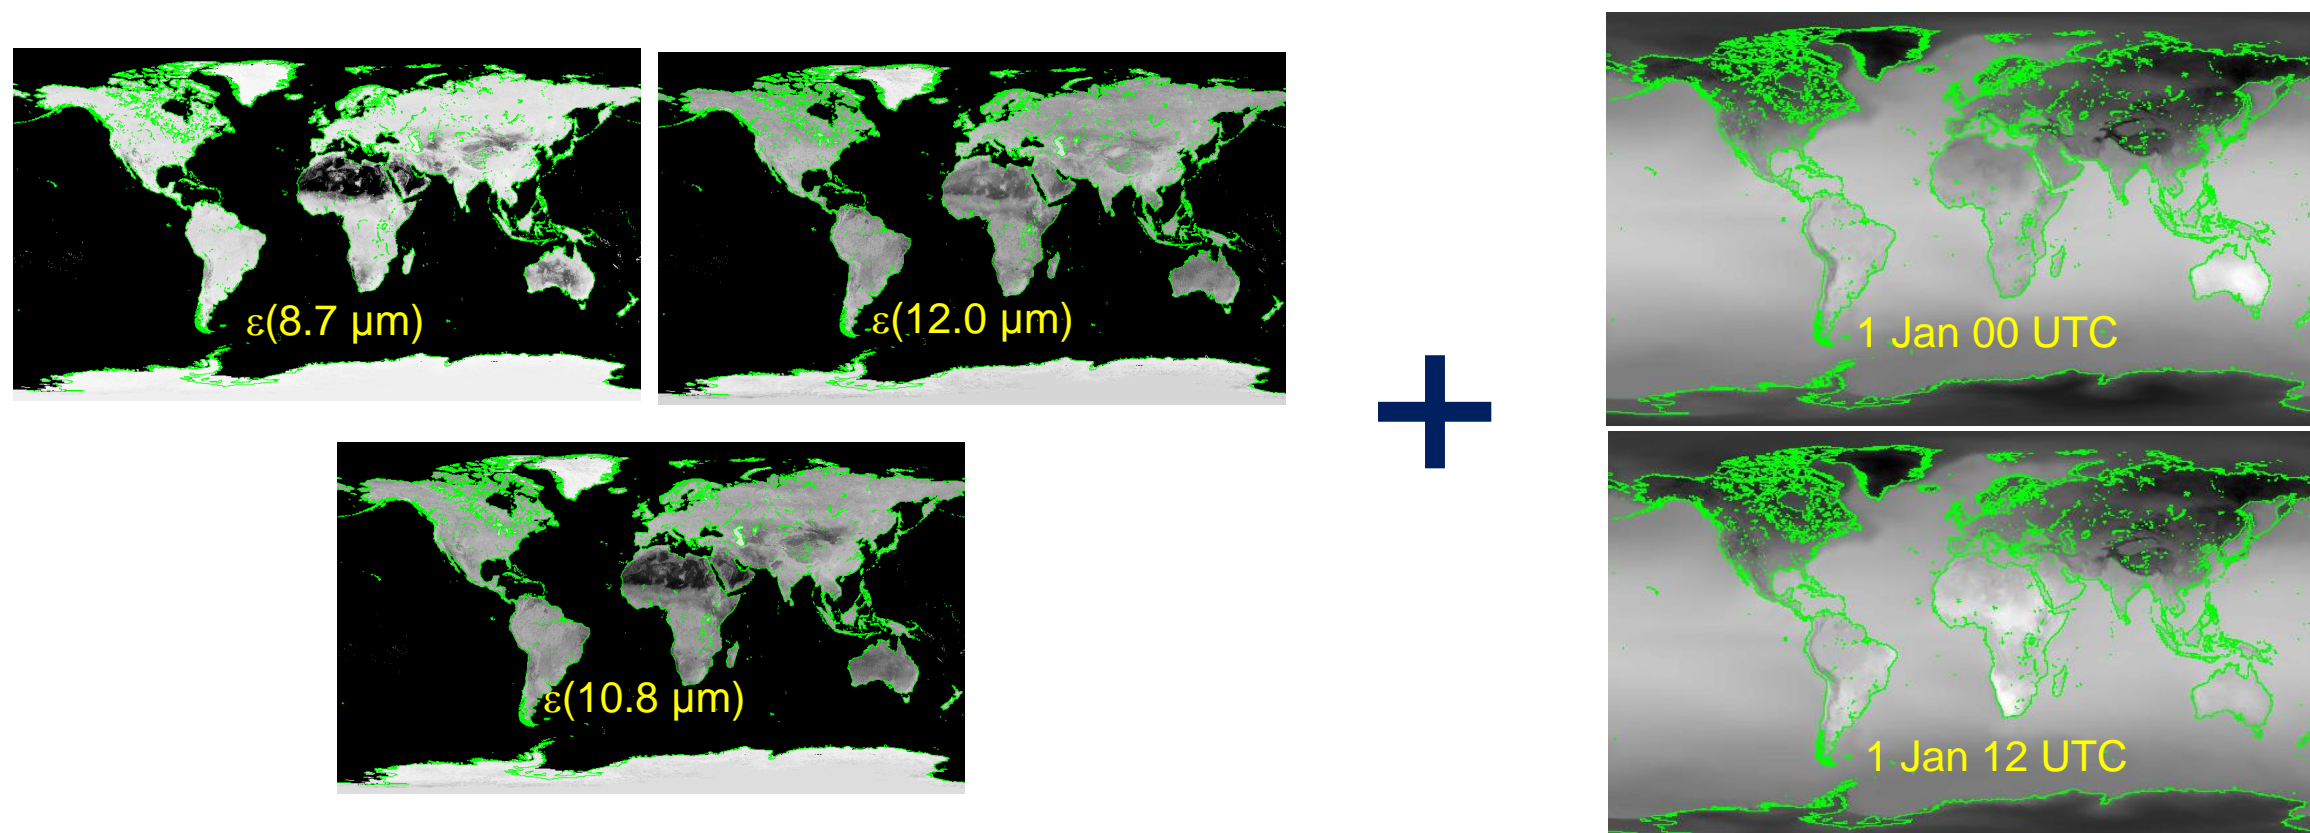 ε(8.7 µm)
ε(12.0 µm)
ε(10.8 µm)
+
1 Jan 00 UTC
1 Jan 12 UTC